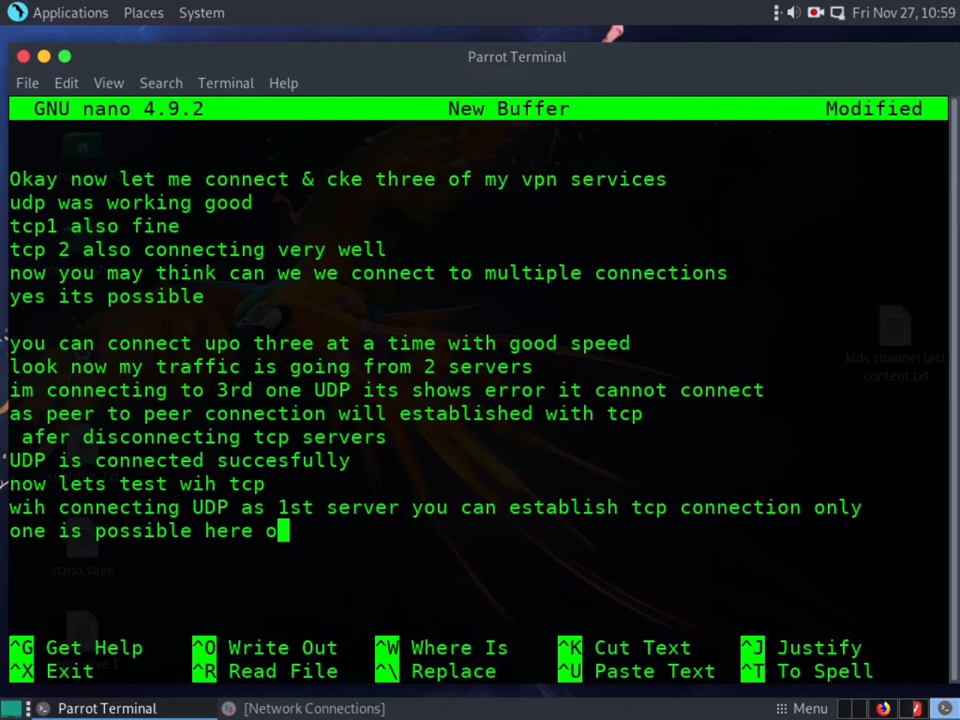 Applications Places System Fri Nov 27, 10:59
Parrot Terminal
File Edit View Search Terminal Help
GNU nano 4.9.2 New Buffer Modified
Okay now let me connect & cke three of my vpn services
udp was working good
tcp1 also fine
tcp 2 also connecting very well
now you may think can we we connect to multiple connections
yes its possible
you can connect upo three at a time with good speed
look now my traffic is going from 2 servers
kids channel last
im connecting to 3rd one UDP its shows error it cannot connect
content.txt
as peer to peer connection will established with tcp
afer disconnecting tcp servers
UDP is connected succesfully
now lets test wih tcp
wih connecting UDP as 1st server you can establish tcp connection only
one is possible here o
nano.save
^G Get Help ^O Write Out ^W Where Is ^K Cut Text ^J Justify
^X Exit ^R Read File ^\ Replace ^U Paste Text ^T To Spell
Parrot Terminal [Network Connections] Menu